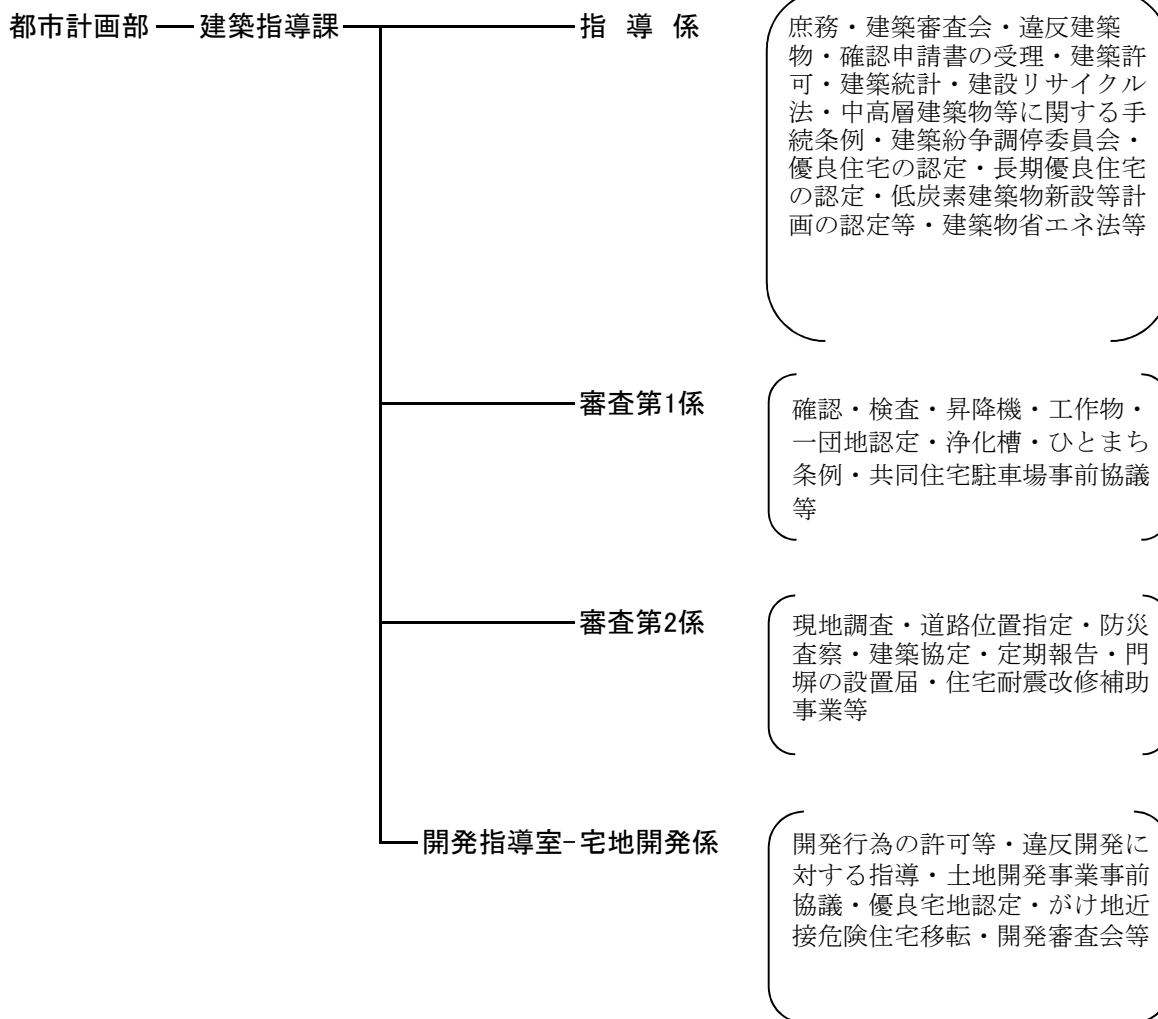 都市計画部 建築指導課 指導係
庶務・建築審査会・違反建築
物・確認申請書の受理・建築許
可・建築統計・建設リサイクル
法・中高層建築物等に関する手
続条例・建築紛争調停委員会・
優良住宅の認定・長期優良住宅
の認定・低炭素建築物新設等計
画の認定等・建築物省エネ法等
審査第1係
確認・検査・昇降機・工作物・
一団地認定・浄化槽・ひとまち
条例・共同住宅駐車場事前協議
等
審査第2係
現地調査・道路位置指定・防災
査察・建築協定・定期報告・門
塀の設置届・住宅耐震改修補助
事業等
開発指導室-宅地開発係
開発行為の許可等・違反開発に
対する指導・土地開発事業事前
協議・優良宅地認定・がけ地近
接危険住宅移転・開発審査会等